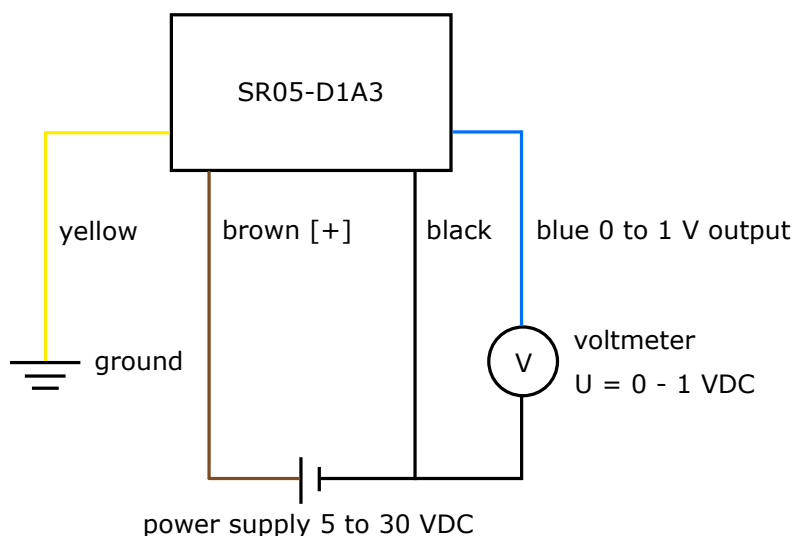 SR05-D1A3
yellow
brown [+]
black
blue 0 to 1 V output
ground
voltmeter
V
U = 0 - 1 VDC
power supply 5 to 30 VDC